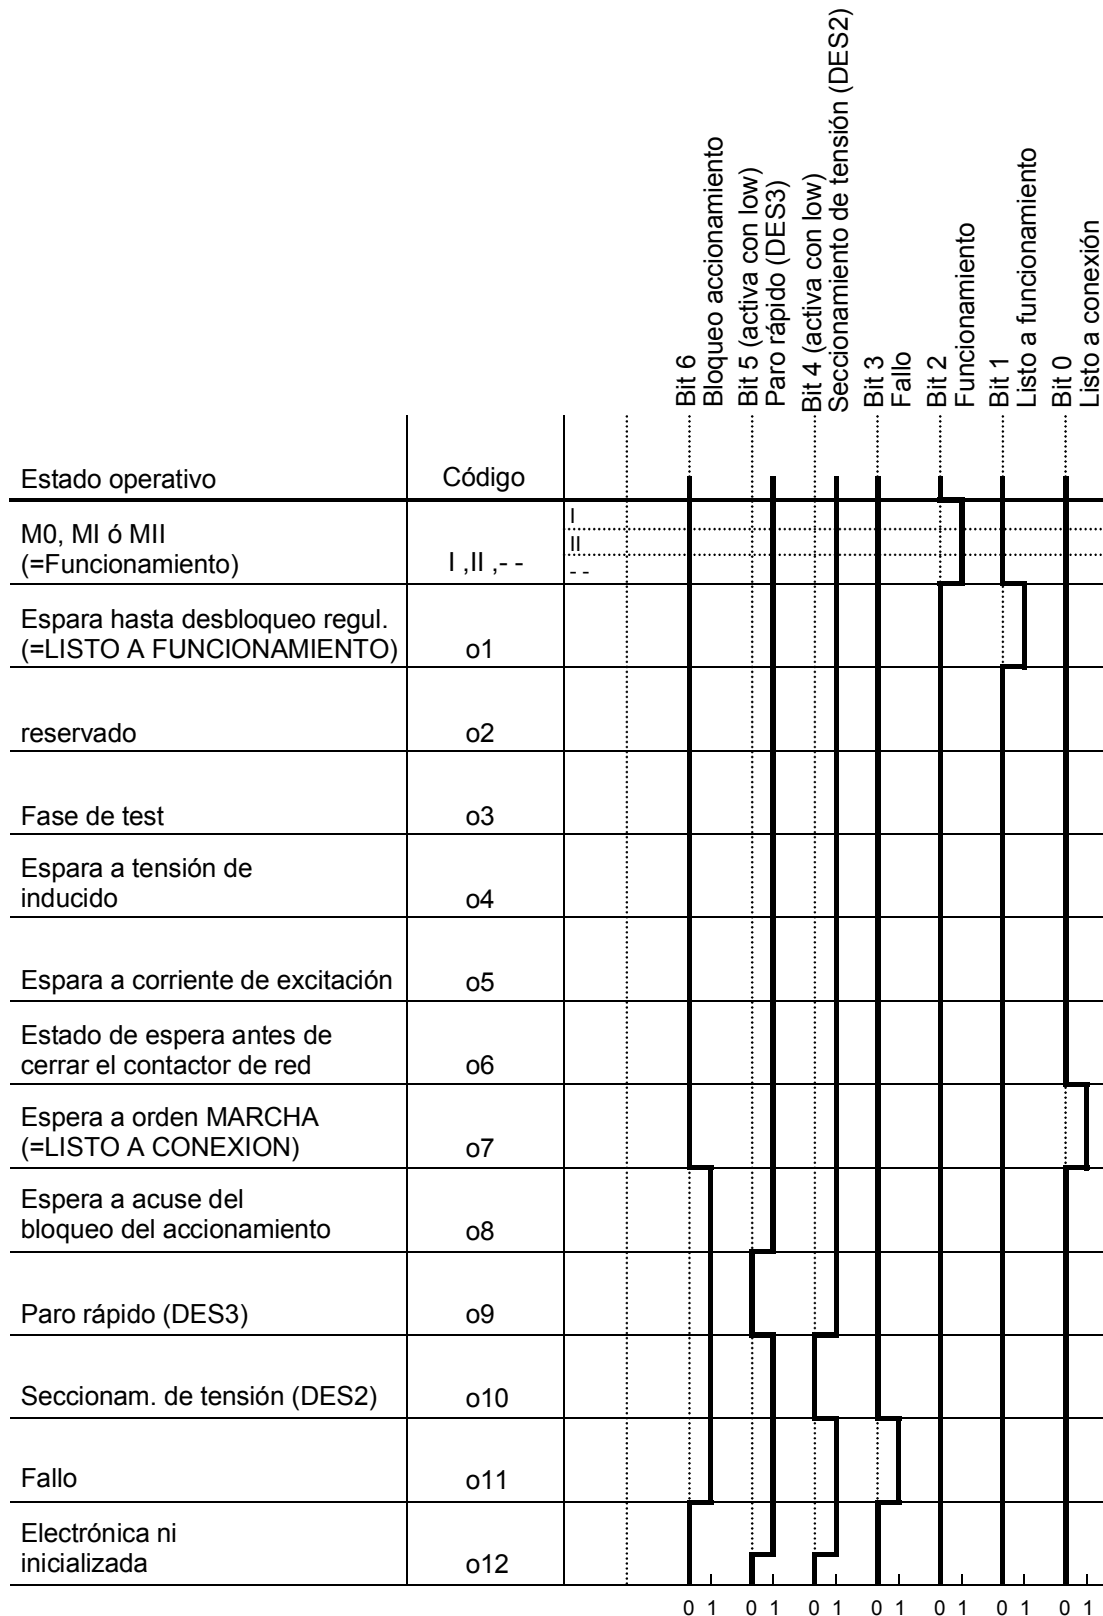 Bit 6
Bloqueo accionamiento
Bit 5 (activa con low)
Paro rápido (DES3)
Bit 4 (activa con low)
Seccionamiento de tensión (DES2)
Bit 3
Fallo
Bit 2
Funcionamiento
Bit 1
Listo a funcionamiento
Bit 0
Listo a conexión
Estado operativo
Código
M0, MI ó MII
(=Funcionamiento)
I ,II ,- -
I
II
- -
Espara hasta desbloqueo regul.
(=LISTO A FUNCIONAMIENTO)
o1
reservado
o2
Fase de test
o3
Espara a tensión de
inducido
o4
Espara a corriente de excitación
o5
Estado de espera antes de
cerrar el contactor de red
o6
Espera a orden MARCHA
(=LISTO A CONEXION)
o7
Espera a acuse del
bloqueo del accionamiento
o8
Paro rápido (DES3)
o9
Seccionam. de tensión (DES2)
o10
Fallo
o11
Electrónica ni
inicializada
o12
0 1 0 1 0 1 0 1 0 1 0 1 0 1